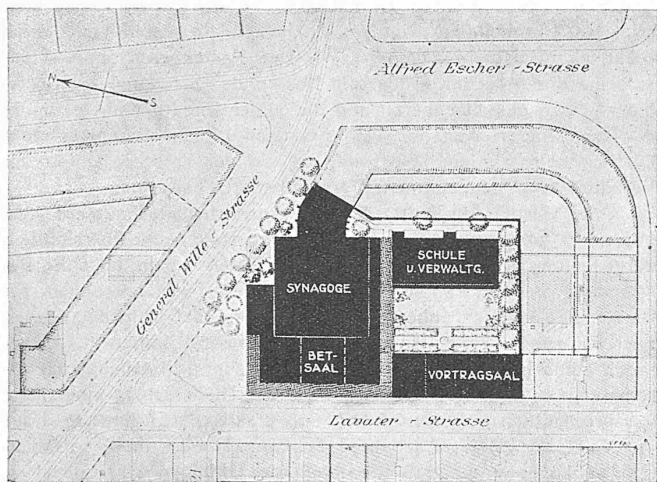 Alfred Escher - Strasse
N
S
General Wille - Strasse
SCHULE
U. VERWALTG.
SYNAGOGE
BET-
SAAL
VORTRAGSAAL
Lavater - Strasse